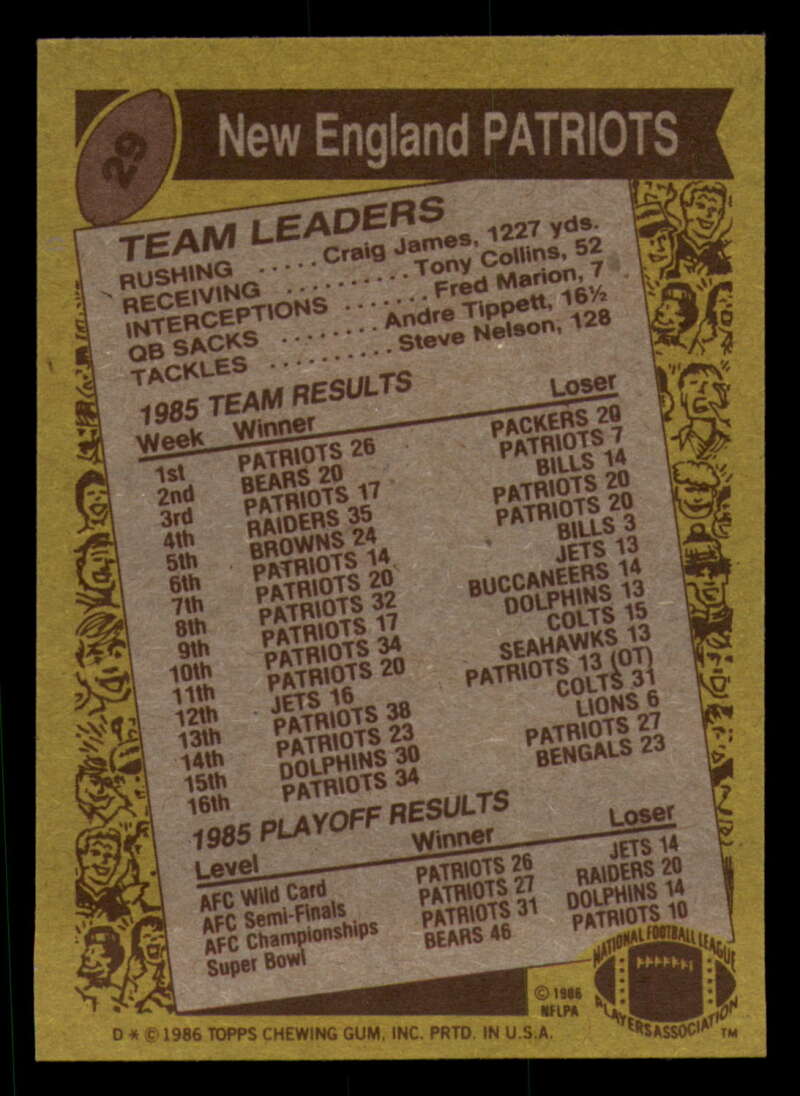 29
New England PATRIOTS
TEAM LEADERS
RUSHING ..... Craig James, 1227 yds.
RECEIVING .......... Tony Collins, 52
INTERCEPTIONS ....... Fred Marion, 7
QB SACKS ........ Andre Tippett, 16½
TACKLES .......... Steve Nelson, 128
1985 TEAM RESULTS
Week Winner Loser
1st PATRIOTS 26 PACKERS 20
2nd BEARS 20 PATRIOTS 7
3rd PATRIOTS 17 BILLS 14
4th RAIDERS 35 PATRIOTS 20
5th BROWNS 24 PATRIOTS 20
6th PATRIOTS 14 BILLS 3
7th PATRIOTS 20 JETS 13
8th PATRIOTS 32 BUCCANEERS 14
9th PATRIOTS 17 DOLPHINS 13
10th PATRIOTS 34 COLTS 15
11th PATRIOTS 20 SEAHAWKS 13
12th JETS 16 PATRIOTS 13 (OT)
13th PATRIOTS 38 COLTS 31
14th PATRIOTS 23 LIONS 6
15th DOLPHINS 30 PATRIOTS 27
16th PATRIOTS 34 BENGALS 23
1985 PLAYOFF RESULTS
Level Winner Loser
AFC Wild Card PATRIOTS 26 JETS 14
AFC Semi-Finals PATRIOTS 27 RAIDERS 20
AFC Championships PATRIOTS 31 DOLPHINS 14
Super Bowl BEARS 46 PATRIOTS 10
NATIONAL FOOTBALL LEAGUE
PLAYERS ASSOCIATION
TM
© 1986
NFLPA
D * © 1986 TOPPS CHEWING GUM, INC. PRTD. IN U.S.A.